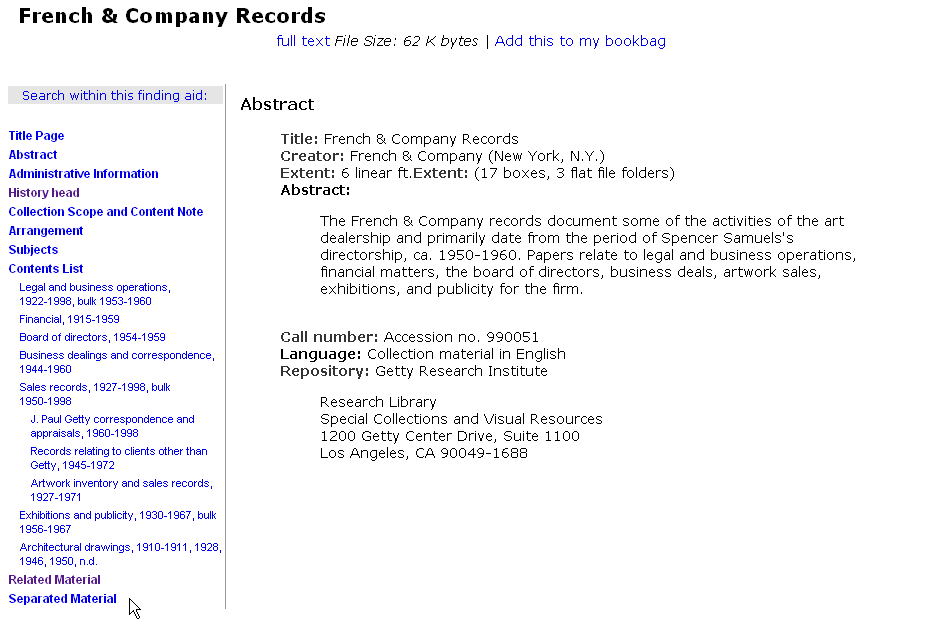 French & Company Records
full text File Size: 62 K bytes | Add this to my bookbag
Search within this finding aid:
Title Page
Abstract
Administrative Information
History head
Collection Scope and Content Note
Arrangement
Subjects
Contents List
Legal and business operations,
1922-1998, bulk 1953-1960
Financial, 1915-1959
Board of directors, 1954-1959
Business dealings and correspondence,
1944-1960
Sales records, 1927-1998, bulk
1950-1998
J. Paul Getty correspondence and
appraisals, 1960-1998
Records relating to clients other than
Getty, 1945-1972
Artwork inventory and sales records,
1927-1971
Exhibitions and publicity, 1930-1967, bulk
1956-1967
Architectural drawings, 1910-1911, 1928,
1946, 1950, n.d.
Related Material
Separated Material
Abstract
Title: French & Company Records
Creator: French & Company (New York, N.Y.)
Extent: 6 linear ft.Extent: (17 boxes, 3 flat file folders)
Abstract:
The French & Company records document some of the activities of the art
dealership and primarily date from the period of Spencer Samuels's
directorship, ca. 1950-1960. Papers relate to legal and business operations,
financial matters, the board of directors, business deals, artwork sales,
exhibitions, and publicity for the firm.
Call number: Accession no. 990051
Language: Collection material in English
Repository: Getty Research Institute
Research Library
Special Collections and Visual Resources
1200 Getty Center Drive, Suite 1100
Los Angeles, CA 90049-1688